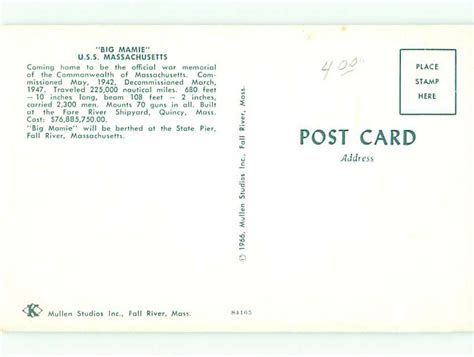 "BIG MAMIE"
U.S.S. MASSACHUSETTS
Coming home to be the official war memorial
of the Commonwealth of Massachusetts. Com-
missioned May, 1942, Decommissioned March,
1947. Traveled 225,000 nautical miles. 680 feet
— 10 inches long, beam 108 feet — 2 inches,
carried 2,300 men. Mounts 70 guns in all. Built
at the Fore River Shipyard, Quincy, Mass.
Cost: $76,885,750.00.
"Big Mamie" will be berthed at the State Pier,
Fall River, Massachusetts.
4.00
PLACE
STAMP
HERE
POST CARD
Address
© 1966, Mullen Studios Inc., Fall River, Mass.
K
Mullen Studios Inc., Fall River, Mass.
84105